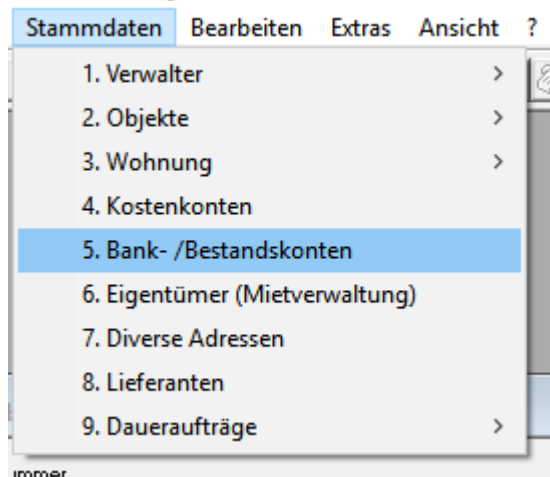 Stammdaten Bearbeiten Extras Ansicht ?
1. Verwalter >
2. Objekte >
3. Wohnung >
4. Kostenkonten
5. Bank- /Bestandskonten
6. Eigentümer (Mietverwaltung)
7. Diverse Adressen
8. Lieferanten
9. Daueraufträge >